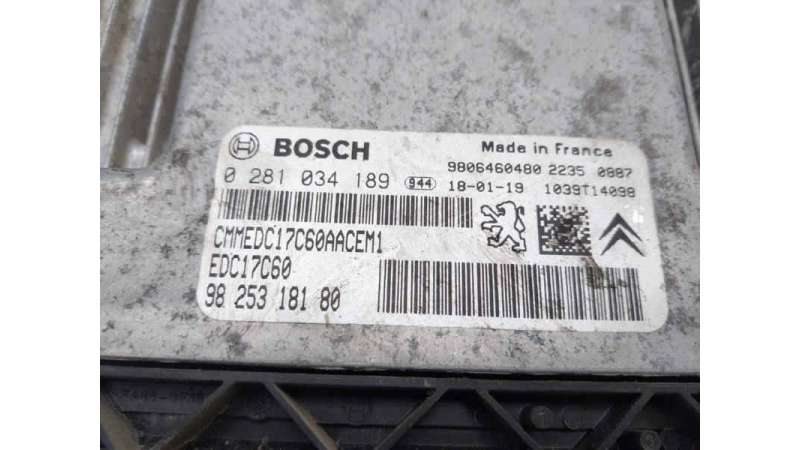 BOSCH
Made in France
9806460480 2235 0887
0 281 034 189 944 18-01-19 1039T14098
CMMEDC17C60AACEM1
EDC17C60
98 253 181 80